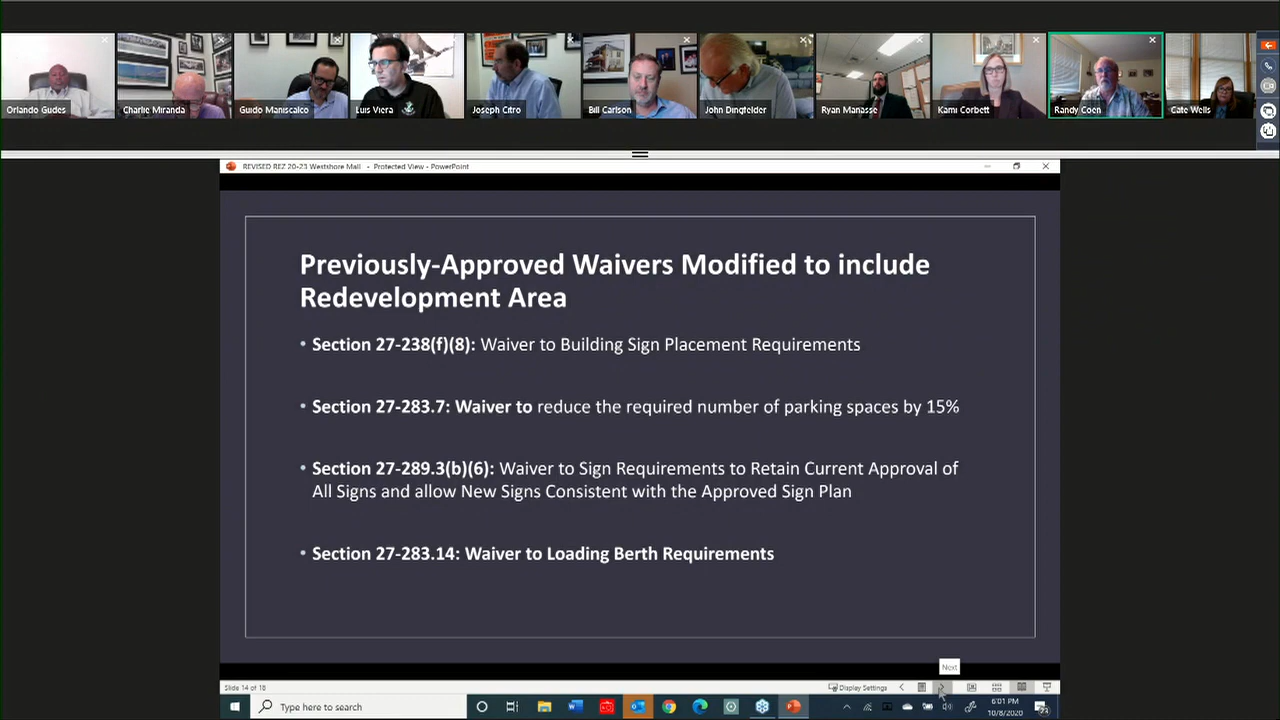 Orlando Gudes
Charlie Miranda
Guido Maniscalco
Luis Viera
Joseph Citro
Bill Carlson
John Dingfelder
Ryan Manasse
Kami Corbett
Randy Coen
Cate Wells
REVISED REZ 20-23 Westshore Mall - Protected View - PowerPoint
Previously-Approved Waivers Modified to include
Redevelopment Area
• Section 27-238(f)(8): Waiver to Building Sign Placement Requirements
• Section 27-283.7: Waiver to reduce the required number of parking spaces by 15%
• Section 27-289.3(b)(6): Waiver to Sign Requirements to Retain Current Approval of
All Signs and allow New Signs Consistent with the Approved Sign Plan
• Section 27-283.14: Waiver to Loading Berth Requirements
Next
Slide 14 of 18
Display Settings
Type here to search
6:01 PM
10/8/2020
23